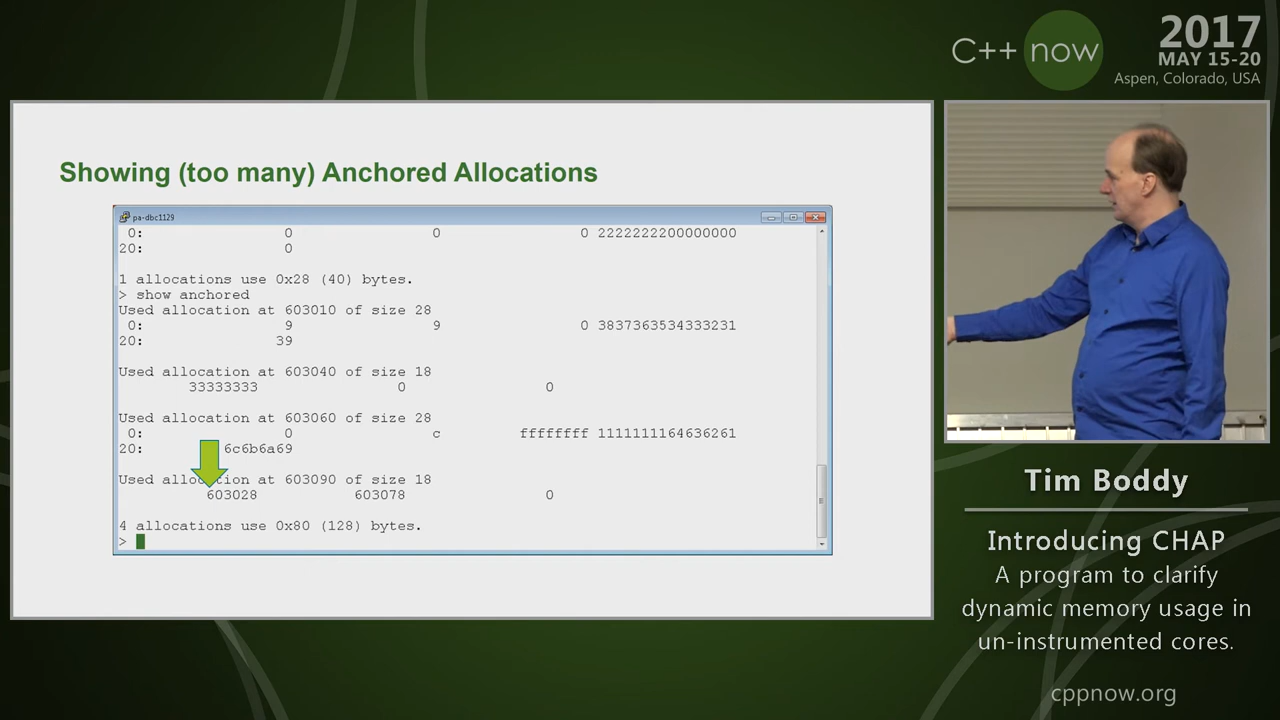 C++ now
2017
MAY 15-20
Aspen, Colorado, USA
Showing (too many) Anchored Allocations
pa-dbc1129
0: 0 0 0 2222222200000000
20: 0
1 allocations use 0x28 (40) bytes.
> show anchored
Used allocation at 603010 of size 28
0: 9 9 0 3837363534333231
20: 39
Used allocation at 603040 of size 18
33333333 0 0
Used allocation at 603060 of size 28
0: 0 c ffffffff 1111111164636261
20: 6c6b6a69
Used allocation at 603090 of size 18
603028 603078 0
4 allocations use 0x80 (128) bytes.
>
Tim Boddy
Introducing CHAP
A program to clarify
dynamic memory usage in
un-instrumented cores.
cppnow.org